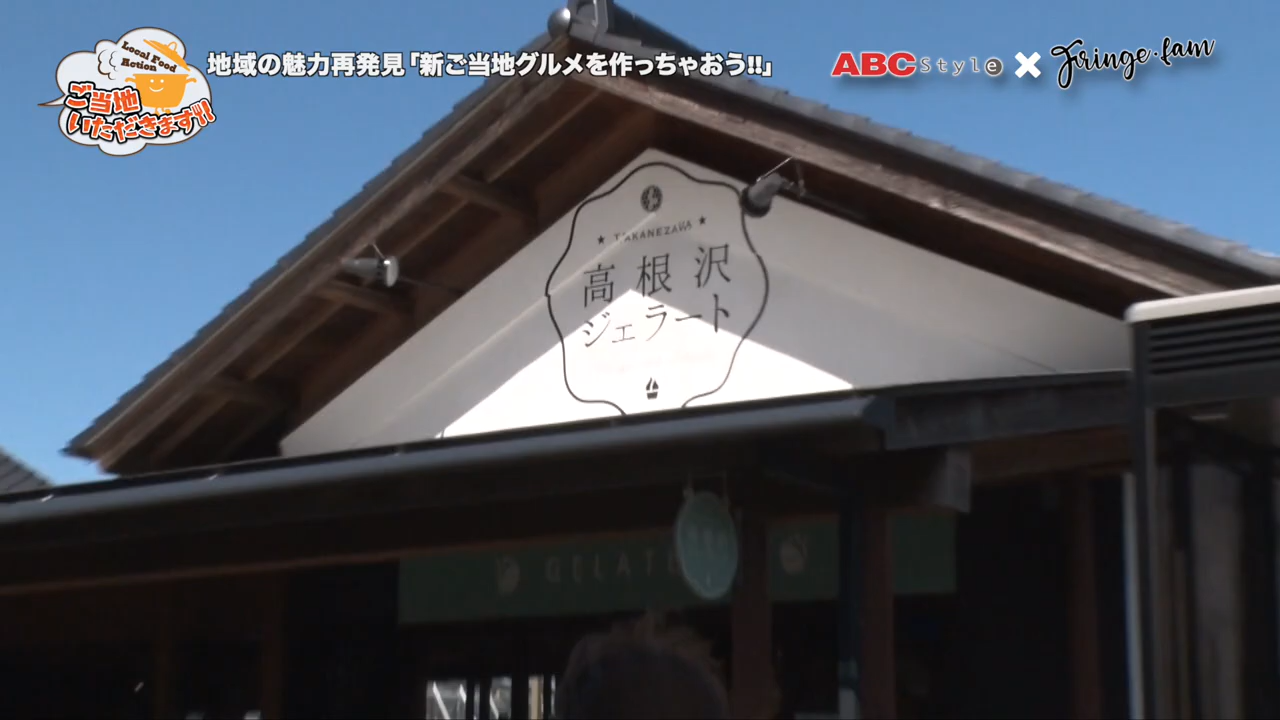 Local Food
Action
ご当地
いただきます!!
地域の魅力再発見「新ご当地グルメを作っちゃおう!!」
ABC Style × Fringe.fam
★ TAKANEZAWA ★
高根沢
ジェラート